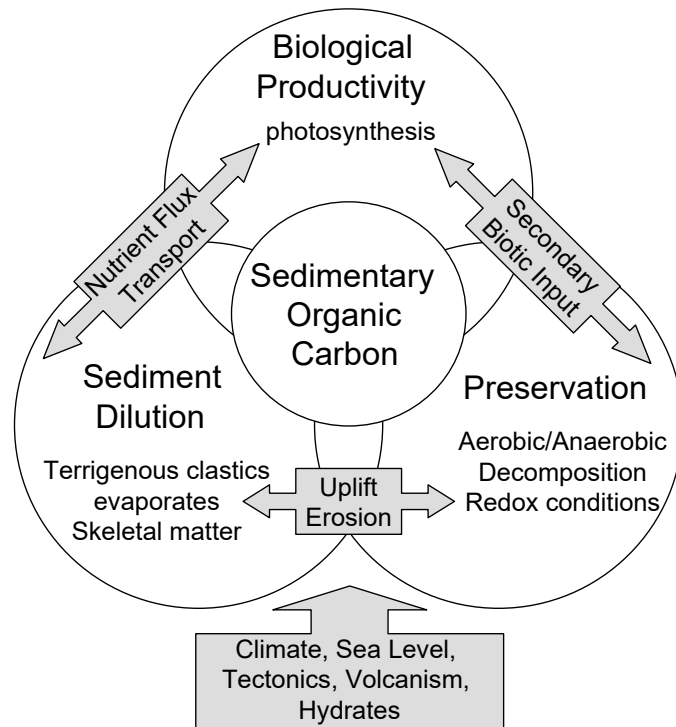 Biological
Productivity
photosynthesis
Nutrient Flux
Transport
Secondary
Biotic Input
Sedimentary
Organic
Carbon
Sediment
Dilution
Terrigenous clastics
evaporates
Skeletal matter
Preservation
Aerobic/Anaerobic
Decomposition
Redox conditions
Uplift
Erosion
Climate, Sea Level,
Tectonics, Volcanism,
Hydrates